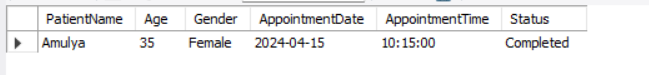 PatientName Age Gender AppointmentDate AppointmentTime Status
Amulya 35 Female 2024-04-15 10:15:00 Completed